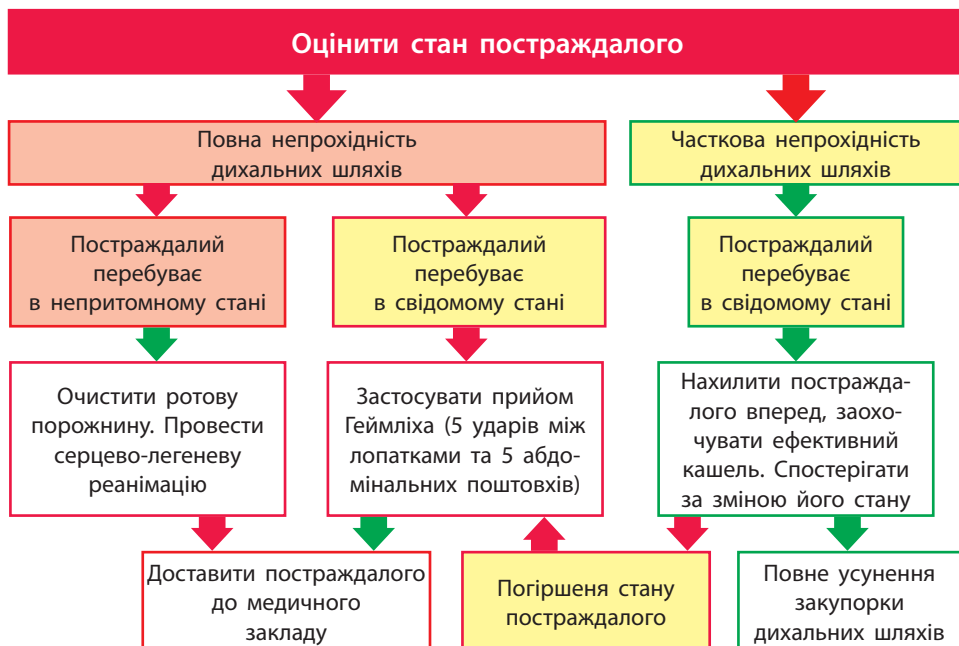 Оцінити стан постраждалого
Повна непрохідність
дихальних шляхів
Часткова непрохідність
дихальних шляхів
Постраждалий
перебуває
в непритомному стані
Постраждалий
перебуває
в свідомому стані
Постраждалий
перебуває
в свідомому стані
Очистити ротову
порожнину. Провести
серцево-легеневу
реанімацію
Застосувати прийом
Геймліха (5 ударів між
лопатками та 5 абдо-
мінальних поштовхів)
Нахилити постражда-
лого вперед, заохо-
чувати ефективний
кашель. Спостерігати
за зміною його стану
Доставити постраждалого
до медичного
закладу
Погіршеня стану
постраждалого
Повне усунення
закупорки
дихальних шляхів